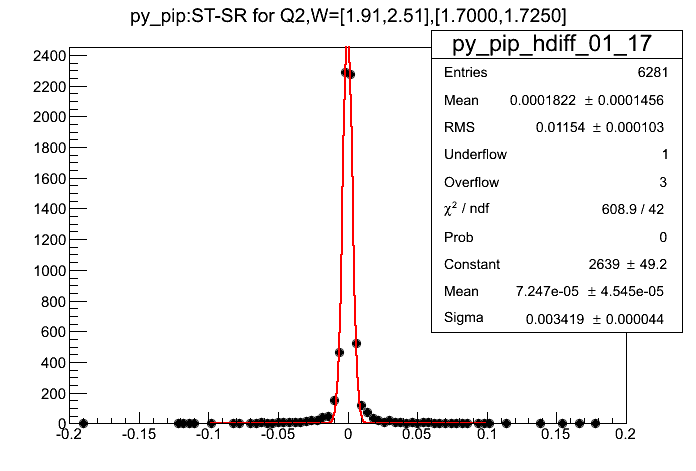 py_pip:ST-SR for Q2,W=[1.91,2.51],[1.7000,1.7250]
py_pip_hdiff_01_17
Entries 6281
Mean 0.0001822 ± 0.0001456
RMS 0.01154 ± 0.000103
Underflow 1
Overflow 3
χ² / ndf 608.9 / 42
Prob 0
Constant 2639 ± 49.2
Mean 7.247e-05 ± 4.545e-05
Sigma 0.003419 ± 0.000044
2400
2200
2000
1800
1600
1400
1200
1000
800
600
400
200
0
-0.2 -0.15 -0.1 -0.05 0 0.05 0.1 0.15 0.2